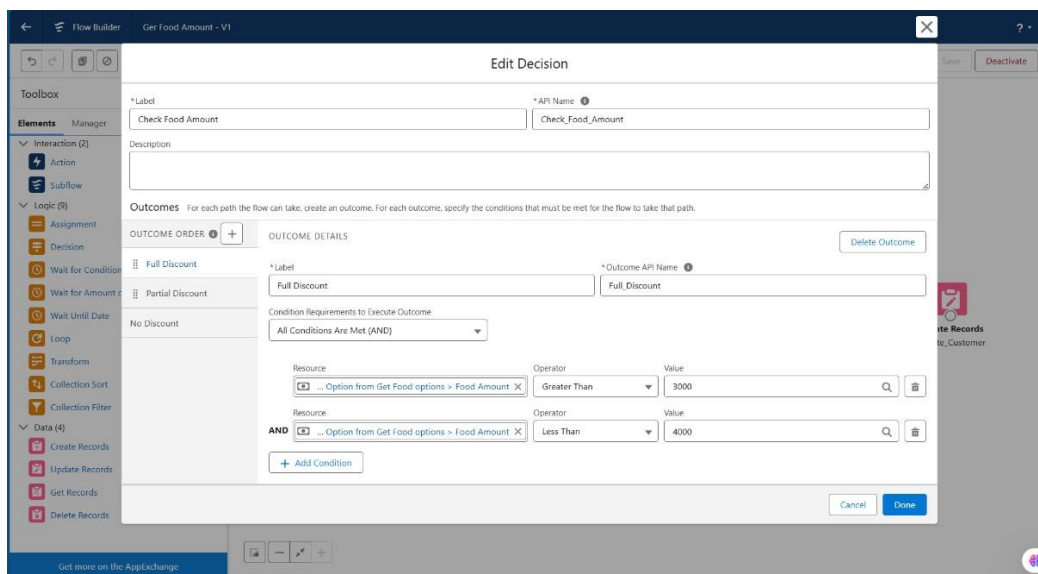 Flow Builder Ger Food Amount - V1 ?
Save Deactivate
Edit Decision
Toolbox
Elements Manager
Interaction (2)
Action
Subflow
Logic (9)
Assignment
Decision
Wait for Condition
Wait for Amount
Wait Until Date
Loop
Transform
Collection Sort
Collection Filter
Data (4)
Create Records
Update Records
Get Records
Delete Records
Get more on the AppExchange
*Label *API Name
Check Food Amount Check_Food_Amount
Description
Outcomes For each path the flow can take, create an outcome. For each outcome, specify the conditions that must be met for the flow to take that path.
OUTCOME ORDER + OUTCOME DETAILS Delete Outcome
Full Discount
Partial Discount
No Discount
*Label *Outcome API Name
Full Discount Full_Discount
Condition Requirements to Execute Outcome
All Conditions Are Met (AND)
Resource Operator Value
... Option from Get Food options > Food Amount X Greater Than 3000
Resource Operator Value
AND ... Option from Get Food options > Food Amount X Less Than 4000
+ Add Condition
Cancel Done
te Records
te_Customer